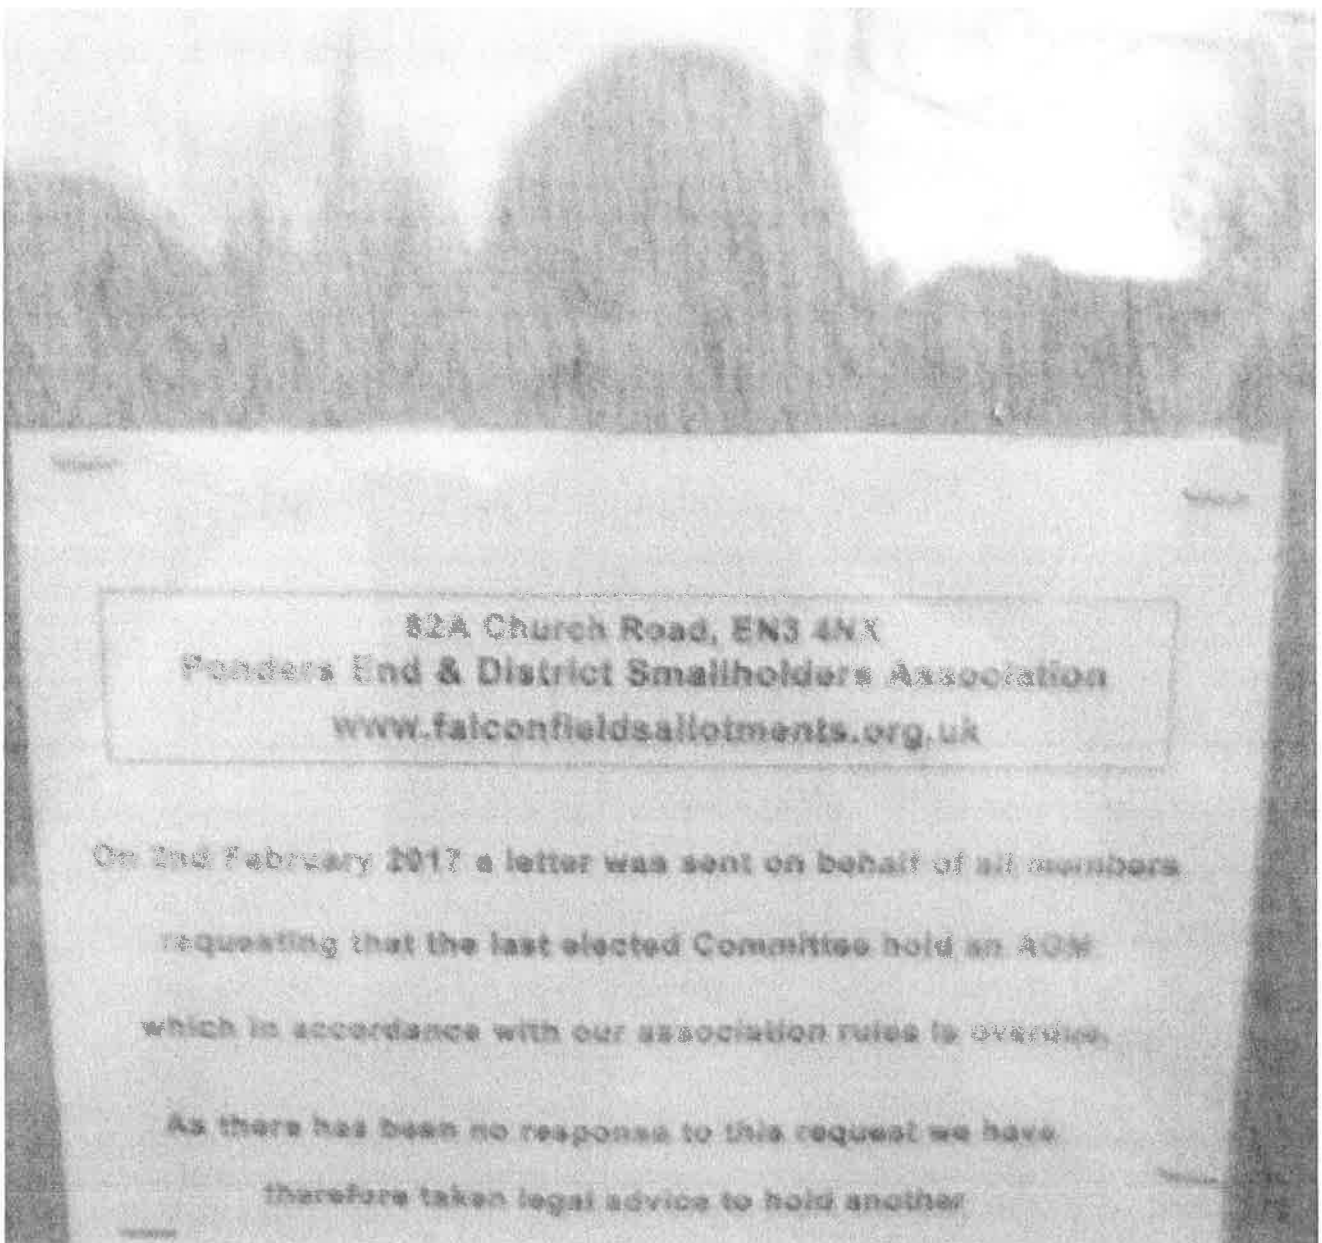 82A Church Road, EN3 4NX
Ponders End & District Smallholders Association
www.falconfieldsallotments.org.uk
On 2nd February 2017 a letter was sent on behalf of all members
requesting that the last elected Committee hold an AGM
which in accordance with our association rules is overdue.
As there has been no response to this request we have
therefore taken legal advice to hold another